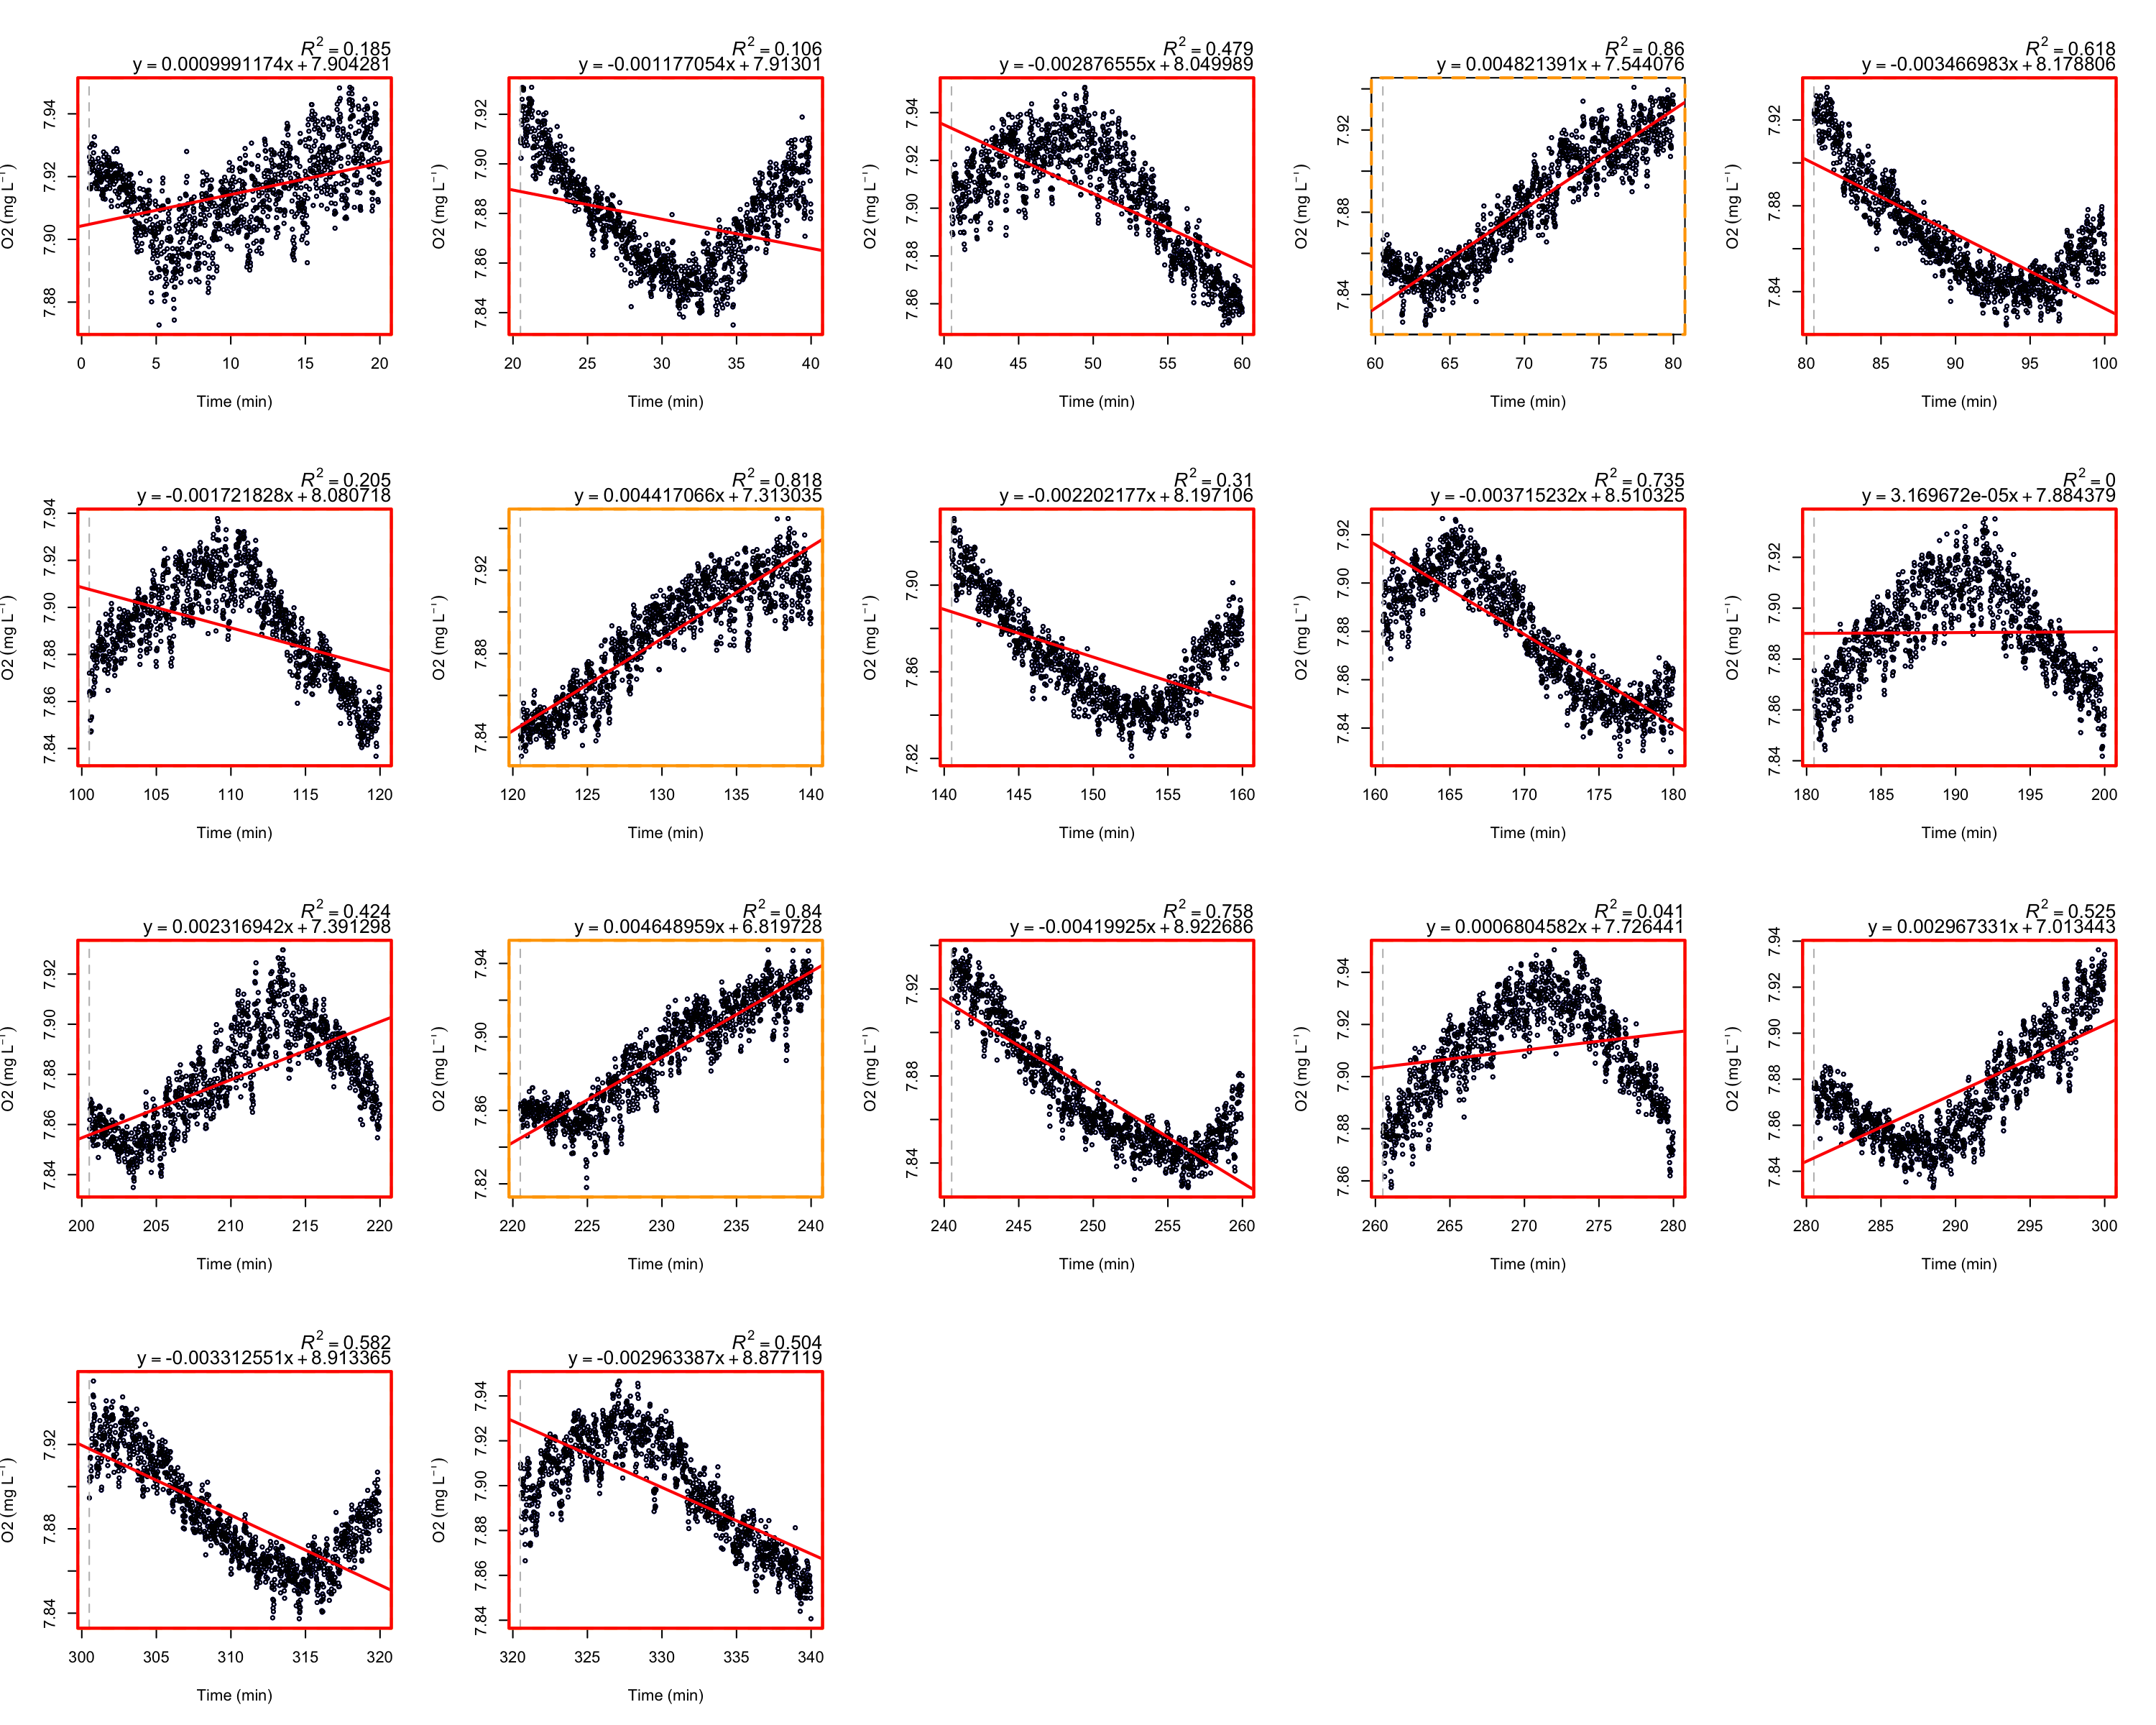 R² = 0.185
y = 0.0009991174x + 7.904281
O2 (mg L⁻¹)
7.94
7.92
7.90
7.88
0 5 10 15 20
Time (min)
R² = 0.106
y = -0.001177054x + 7.91301
O2 (mg L⁻¹)
7.92
7.90
7.88
7.86
7.84
20 25 30 35 40
Time (min)
R² = 0.479
y = -0.002876555x + 8.049989
O2 (mg L⁻¹)
7.94
7.92
7.90
7.88
7.86
40 45 50 55 60
Time (min)
R² = 0.86
y = 0.004821391x + 7.544076
O2 (mg L⁻¹)
7.92
7.88
7.84
60 65 70 75 80
Time (min)
R² = 0.618
y = -0.003466983x + 8.178806
O2 (mg L⁻¹)
7.92
7.88
7.84
80 85 90 95 100
Time (min)
R² = 0.205
y = -0.001721828x + 8.080718
O2 (mg L⁻¹)
7.94
7.92
7.90
7.88
7.86
7.84
100 105 110 115 120
Time (min)
R² = 0.818
y = 0.004417066x + 7.313035
O2 (mg L⁻¹)
7.92
7.88
7.84
120 125 130 135 140
Time (min)
R² = 0.31
y = -0.002202177x + 8.197106
O2 (mg L⁻¹)
7.90
7.86
7.82
140 145 150 155 160
Time (min)
R² = 0.735
y = -0.003715232x + 8.510325
O2 (mg L⁻¹)
7.92
7.90
7.88
7.86
7.84
160 165 170 175 180
Time (min)
R² = 0
y = 3.169672e-05x + 7.884379
O2 (mg L⁻¹)
7.92
7.90
7.88
7.86
7.84
180 185 190 195 200
Time (min)
R² = 0.424
y = 0.002316942x + 7.391298
O2 (mg L⁻¹)
7.92
7.90
7.88
7.86
7.84
200 205 210 215 220
Time (min)
R² = 0.84
y = 0.004648959x + 6.819728
O2 (mg L⁻¹)
7.94
7.90
7.86
7.82
220 225 230 235 240
Time (min)
R² = 0.758
y = -0.00419925x + 8.922686
O2 (mg L⁻¹)
7.92
7.88
7.84
240 245 250 255 260
Time (min)
R² = 0.041
y = 0.0006804582x + 7.726441
O2 (mg L⁻¹)
7.94
7.92
7.90
7.88
7.86
260 265 270 275 280
Time (min)
R² = 0.525
y = 0.002967331x + 7.013443
O2 (mg L⁻¹)
7.94
7.92
7.90
7.88
7.86
7.84
280 285 290 295 300
Time (min)
R² = 0.582
y = -0.003312551x + 8.913365
O2 (mg L⁻¹)
7.92
7.88
7.84
300 305 310 315 320
Time (min)
R² = 0.504
y = -0.002963387x + 8.877119
O2 (mg L⁻¹)
7.94
7.92
7.90
7.88
7.86
7.84
320 325 330 335 340
Time (min)